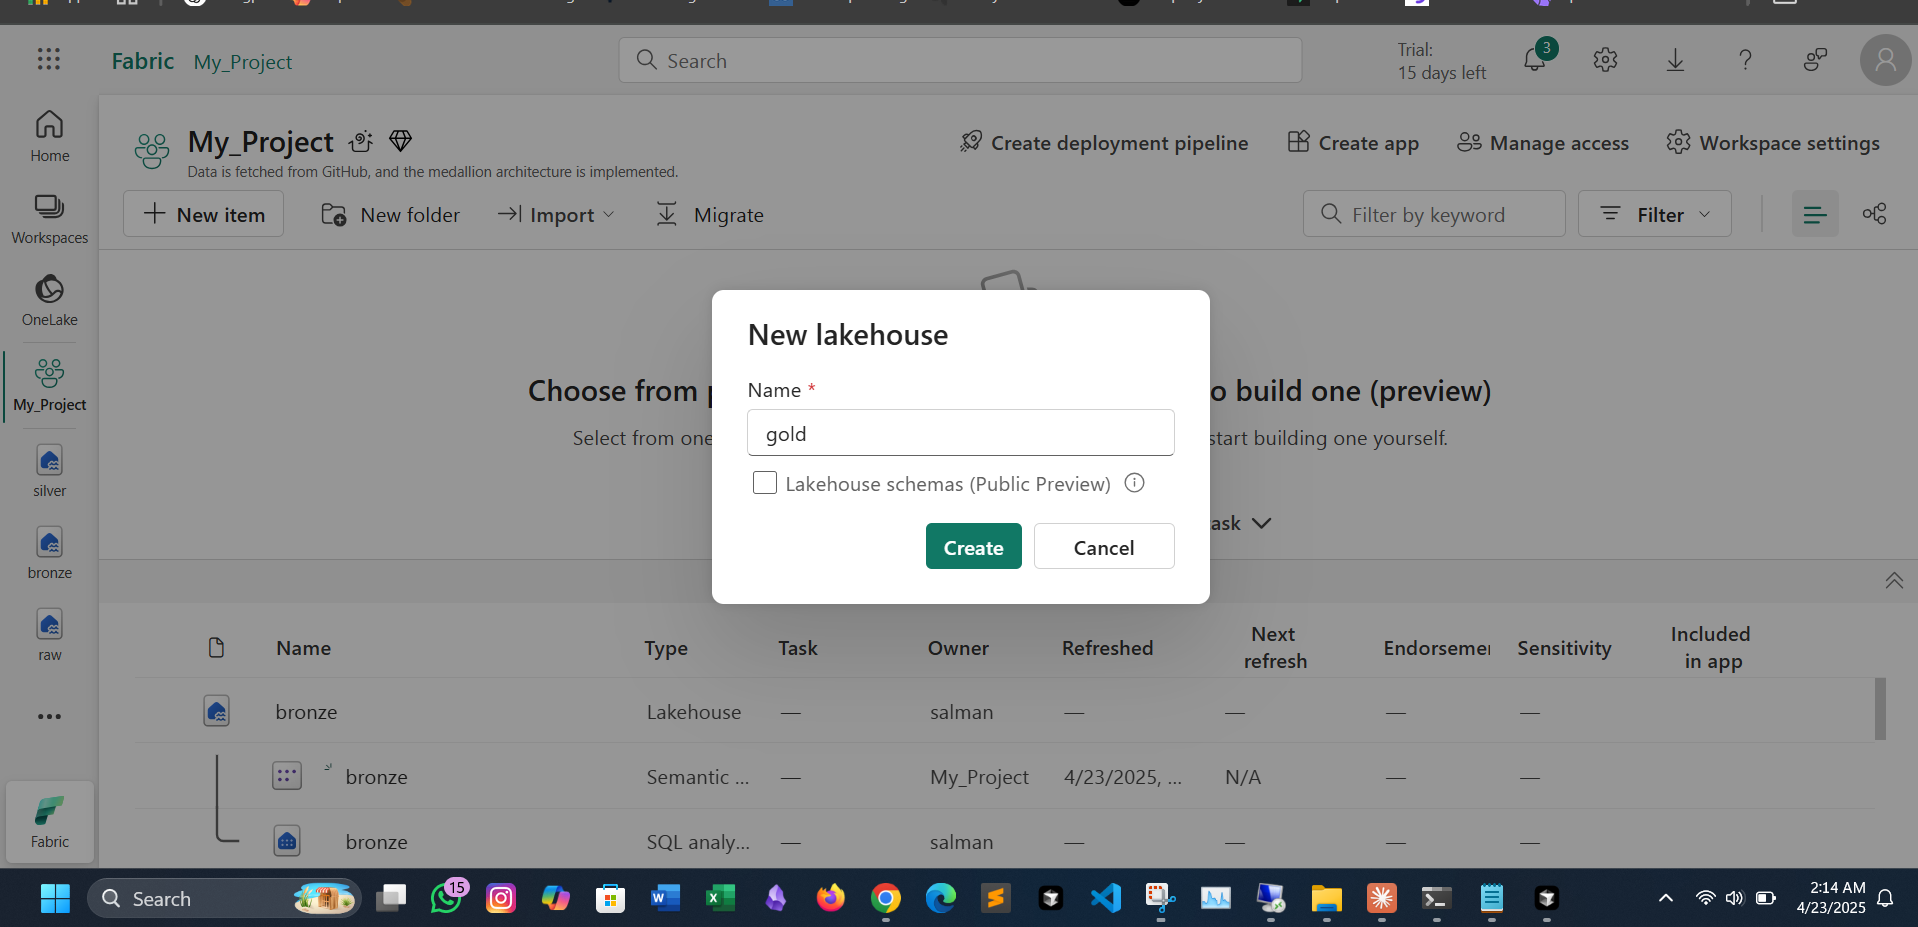 Fabric
My_Project
Search
Trial:
15 days left
3
Home
Workspaces
OneLake
My_Project
silver
bronze
raw
Fabric
My_Project
Data is fetched from GitHub, and the medallion architecture is implemented.
Create deployment pipeline
Create app
Manage access
Workspace settings
New item
New folder
Import
Migrate
Filter by keyword
Filter
Choose from
o build one (preview)
Select from one
start building one yourself.
ask
New lakehouse
Name *
gold
Lakehouse schemas (Public Preview)
Create
Cancel
Name
Type
Task
Owner
Refreshed
Next
refresh
Endorsemen
Sensitivity
Included
in app
bronze Lakehouse — salman — — — —
bronze Semantic ... — My_Project 4/23/2025, ... N/A — —
bronze SQL analy... — salman — — — —
Search
15
2:14 AM
4/23/2025